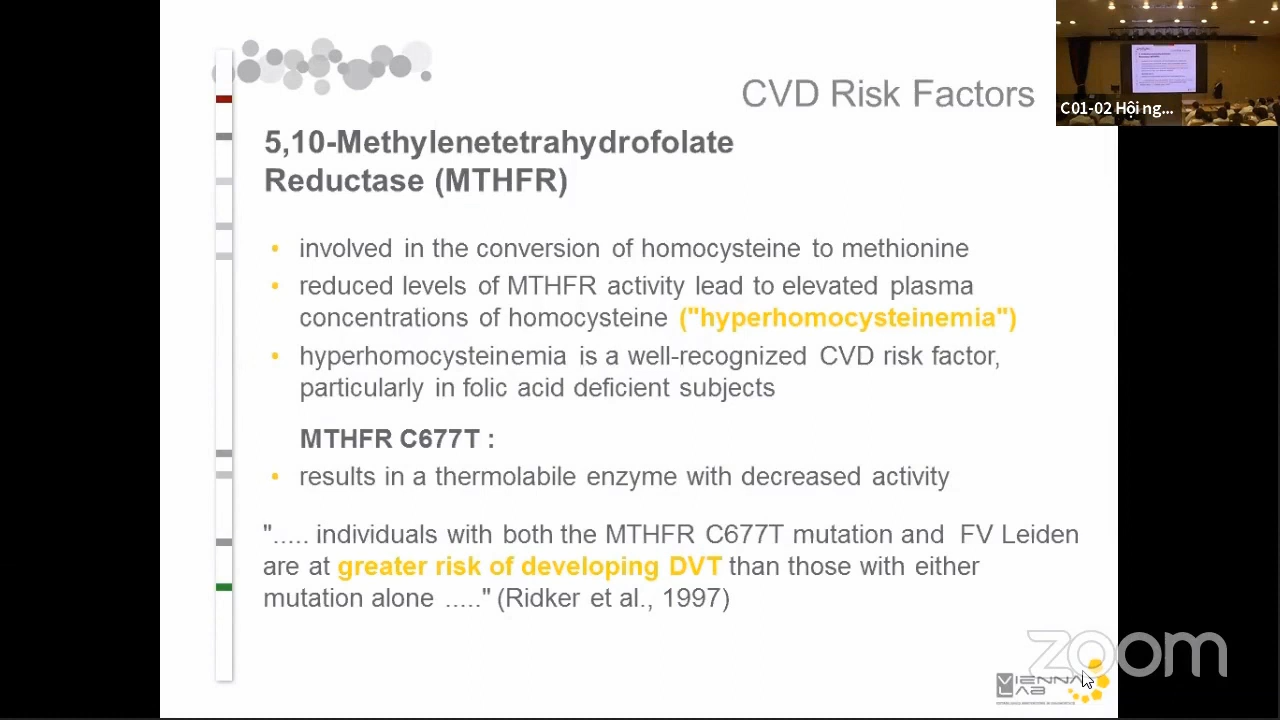 CVD Risk Factors
C01-02 Hội ng...
5,10-Methylenetetrahydrofolate
Reductase (MTHFR)
• involved in the conversion of homocysteine to methionine
• reduced levels of MTHFR activity lead to elevated plasma
concentrations of homocysteine ("hyperhomocysteinemia")
• hyperhomocysteinemia is a well-recognized CVD risk factor,
particularly in folic acid deficient subjects
MTHFR C677T :
• results in a thermolabile enzyme with decreased activity
"..... individuals with both the MTHFR C677T mutation and FV Leiden
are at greater risk of developing DVT than those with either
mutation alone ....." (Ridker et al., 1997)
zoom
VIENNA
LAB